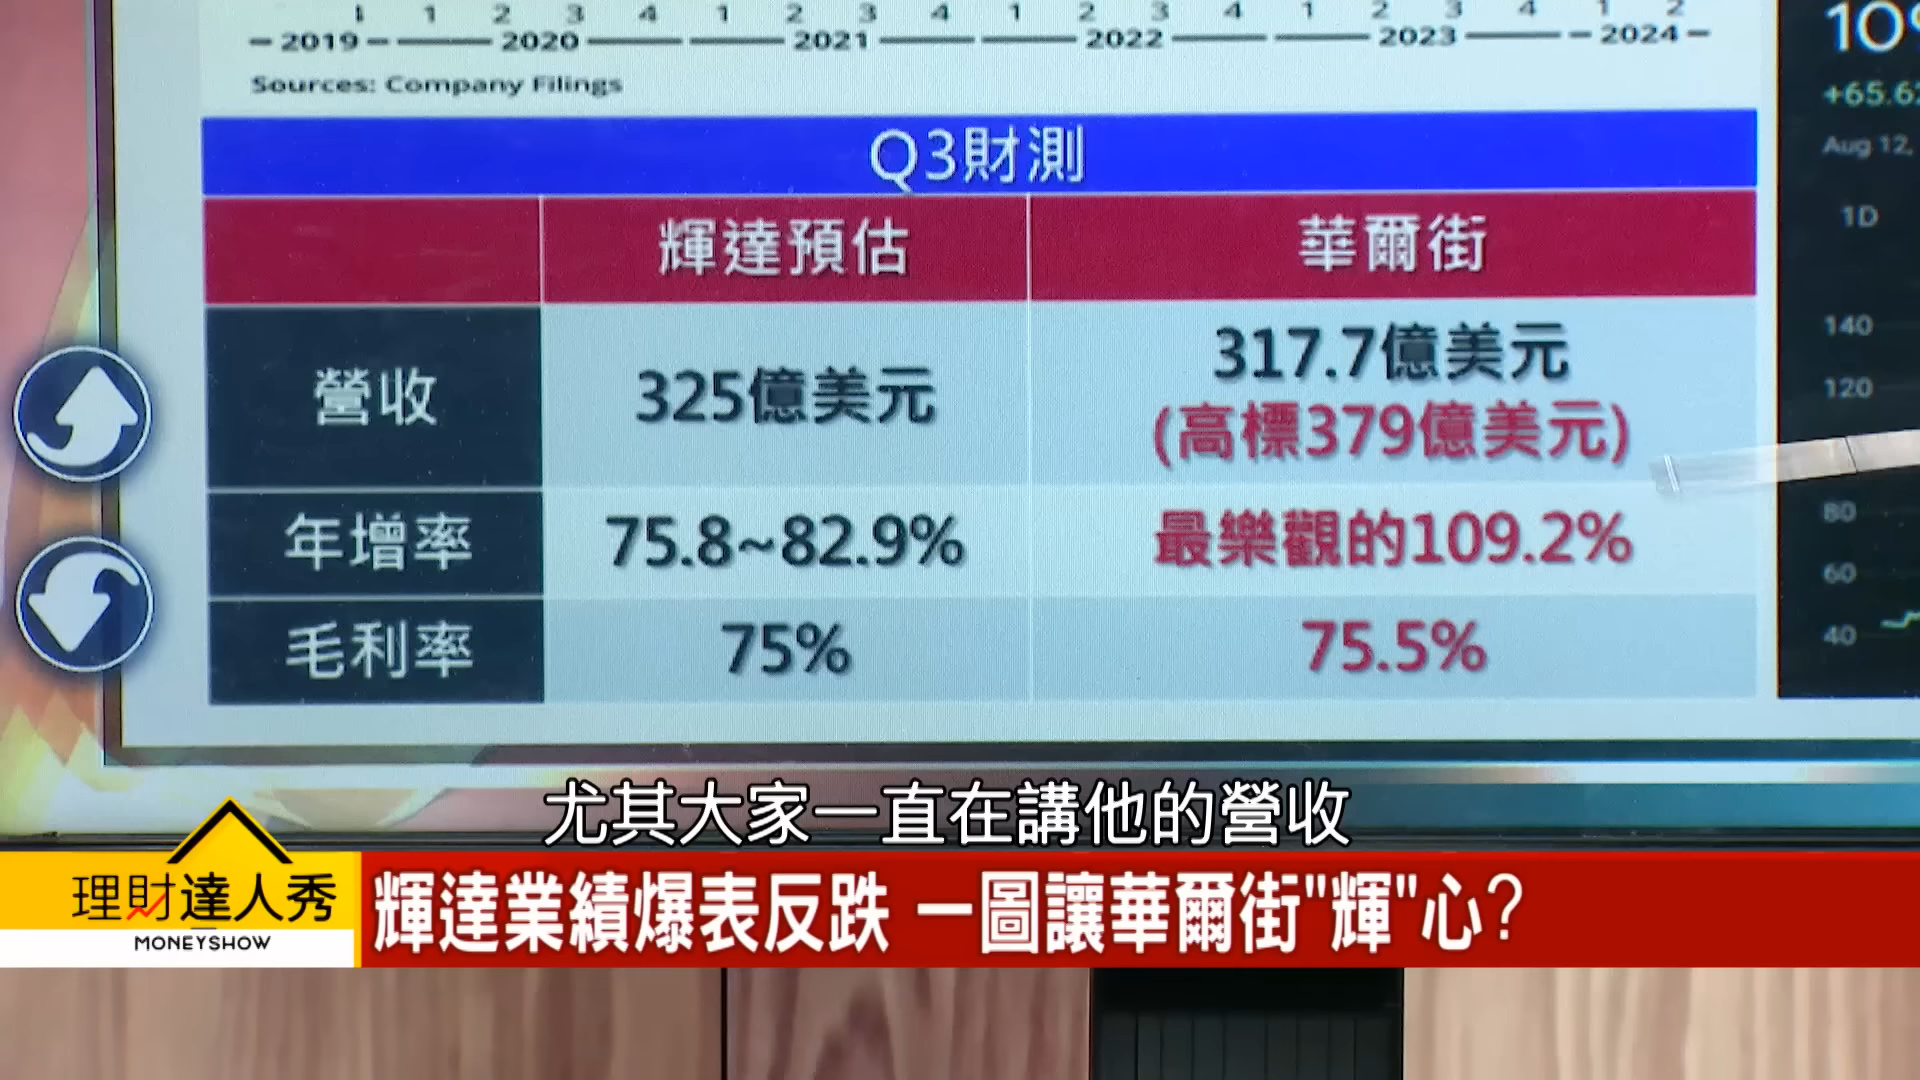 1 2 3 4 1 2 3 4 1 2 3 4 1 2 3 4 1 2
2019 2020 2021 2022 2023 2024
Sources: Company Filings
Q3財測
輝達預估 華爾街
營收 325億美元 317.7億美元
(高標379億美元)
年增率 75.8~82.9% 最樂觀的109.2%
毛利率 75% 75.5%
+65.62
Aug 12,
1D
140
120
80
60
40
尤其大家一直在講他的營收
理財達人秀
MONEYSHOW
輝達業績爆表反跌 一圖讓華爾街"輝"心?